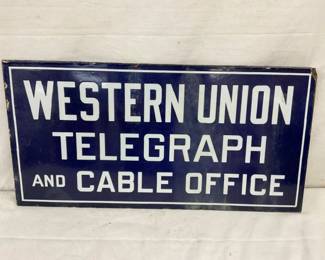 WESTERN UNION
TELEGRAPH
AND CABLE OFFICE